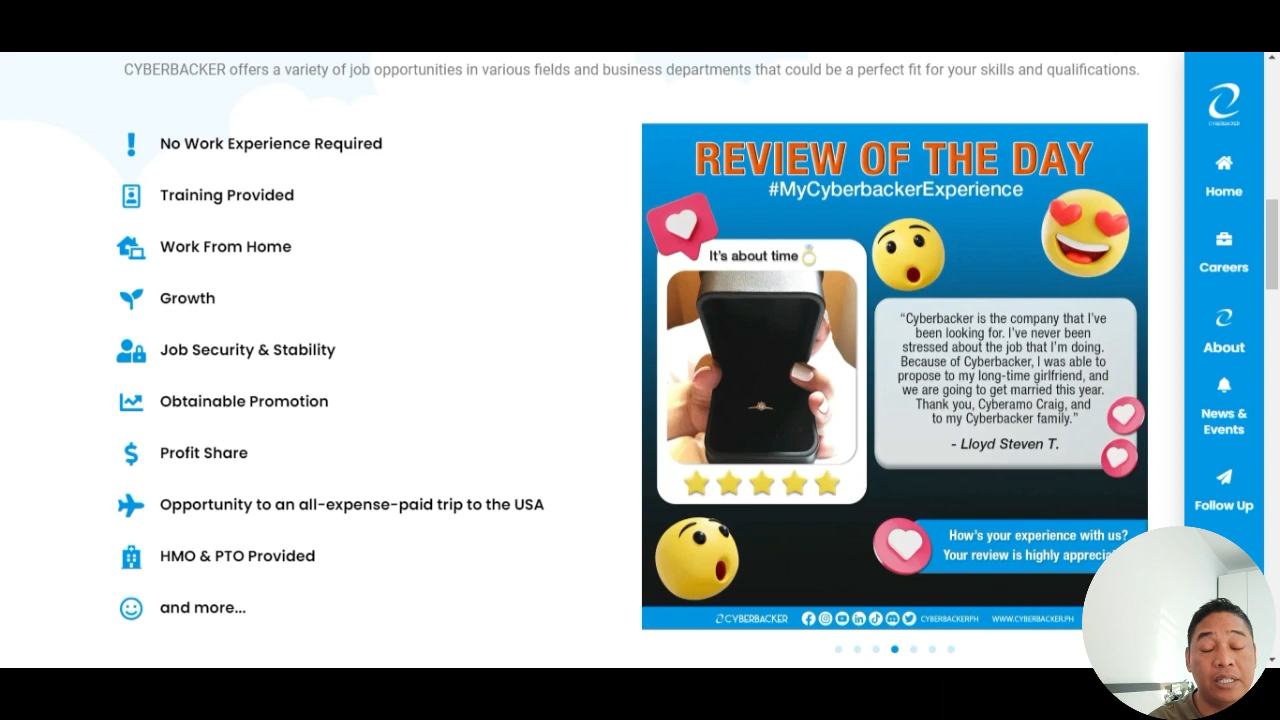 CYBERBACKER offers a variety of job opportunities in various fields and business departments that could be a perfect fit for your skills and qualifications.
No Work Experience Required
Training Provided
Work From Home
Growth
Job Security & Stability
Obtainable Promotion
Profit Share
Opportunity to an all-expense-paid trip to the USA
HMO & PTO Provided
and more...
REVIEW OF THE DAY
#MyCyberbackerExperience
It's about time
“Cyberbacker is the company that I've
been looking for. I've never been
stressed about the job that I'm doing.
Because of Cyberbacker, I was able to
propose to my long-time girlfriend, and
we are going to get married this year.
Thank you, Cyberamo Craig, and
to my Cyberbacker family.”
- Lloyd Steven T.
How's your experience with us?
Your review is highly
CYBERBACKER
CYBERBACKERPH
WWW.CYBERBACKER.PH
CYBERBACKER
Home
Careers
About
News &
Events
Follow Up